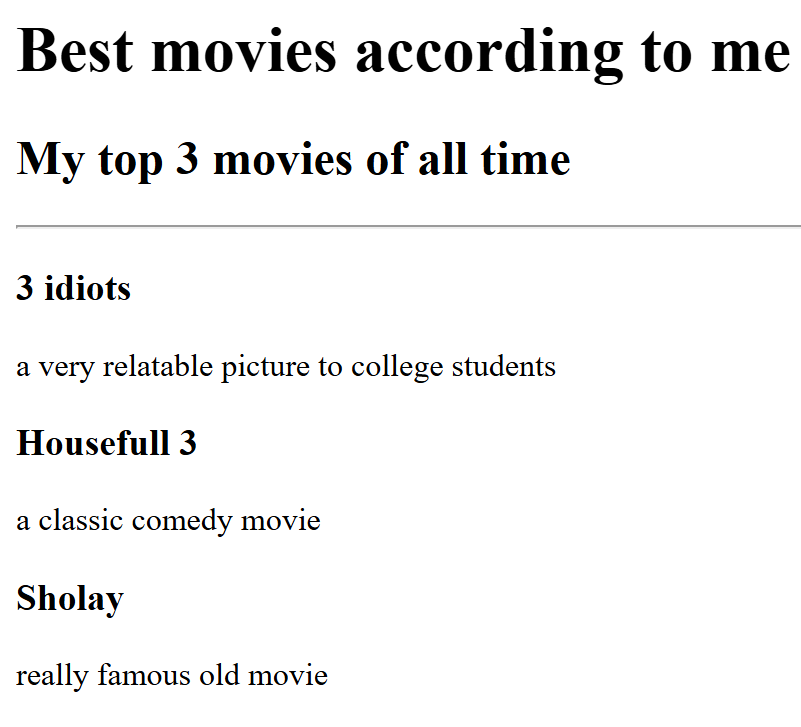 Best movies according to me
My top 3 movies of all time
3 idiots
a very relatable picture to college students
Housefull 3
a classic comedy movie
Sholay
really famous old movie